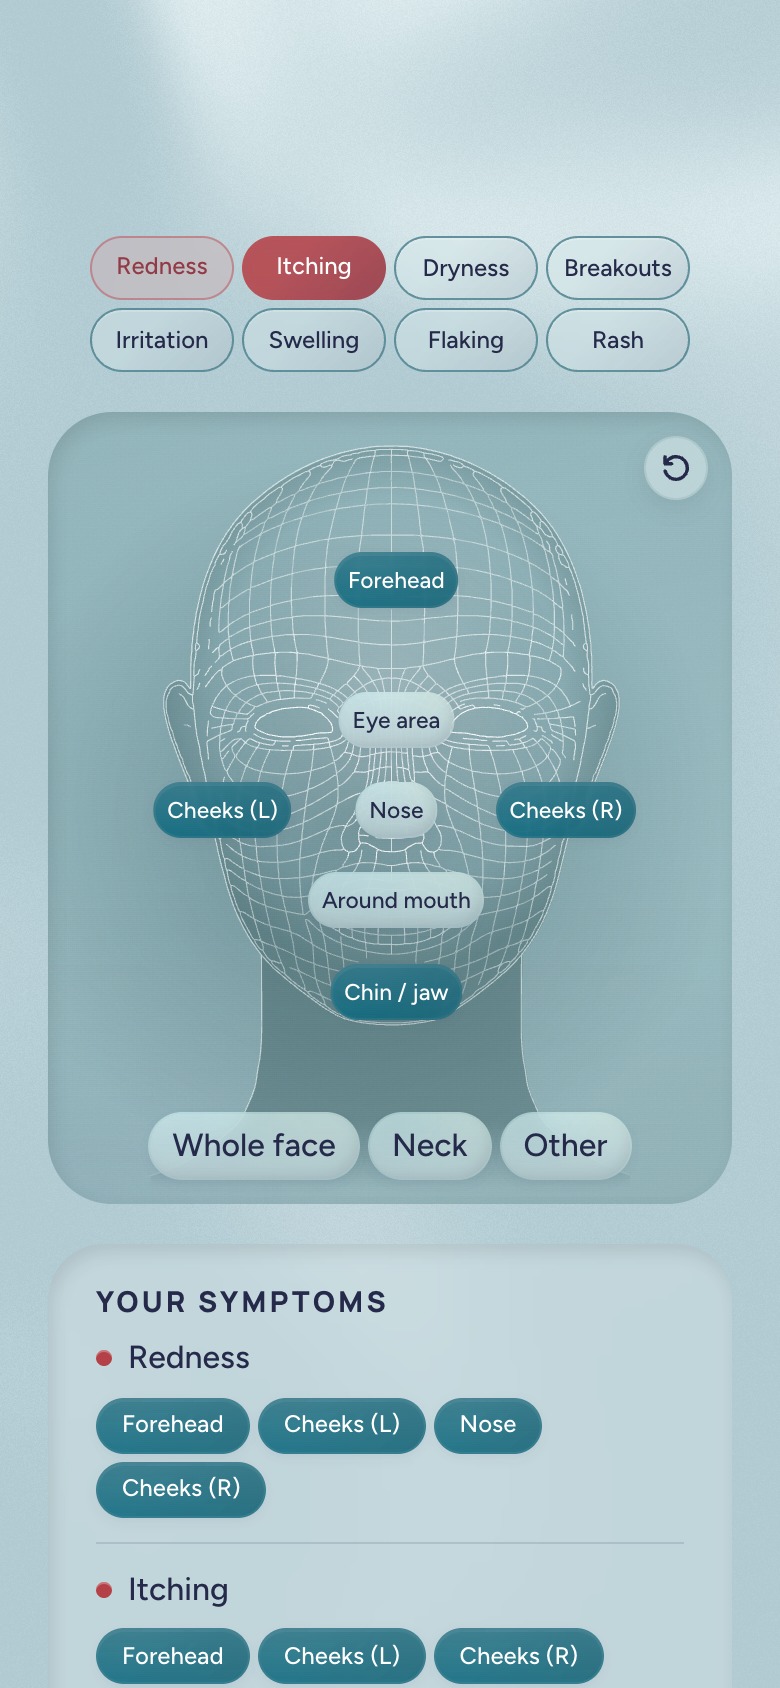 Redness Itching Dryness Breakouts
Irritation Swelling Flaking Rash
Forehead
Eye area
Cheeks (L) Nose Cheeks (R)
Around mouth
Chin / jaw
Whole face Neck Other
YOUR SYMPTOMS
Redness
Forehead Cheeks (L) Nose
Cheeks (R)
Itching
Forehead Cheeks (L) Cheeks (R)